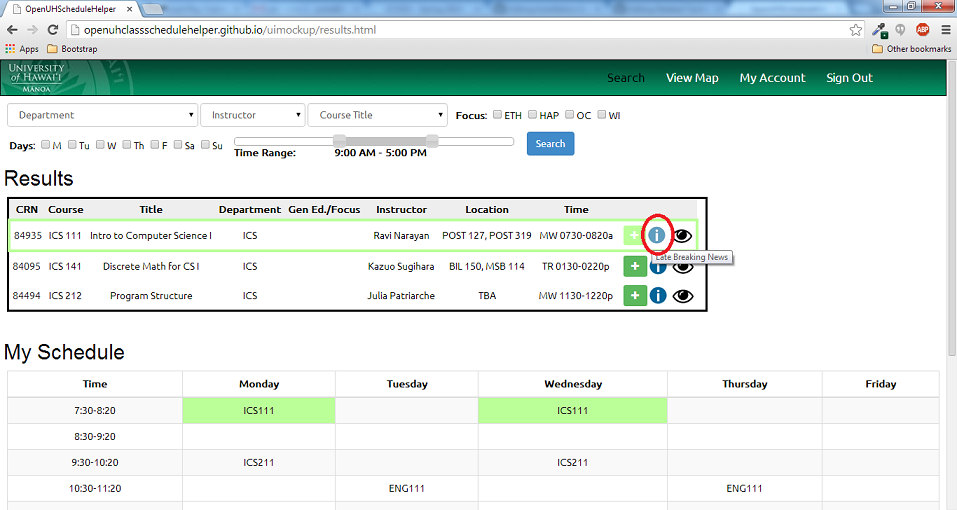 OpenUHScheduleHelper
openuhclassschedulehelper.github.io/uimockup/results.html
Apps Bootstrap Other bookmarks
ABP
UNIVERSITY
OF HAWAI'I
MĀNOA
Search View Map My Account Sign Out
Department Instructor Course Title Focus: ETH HAP OC WI
Days: M Tu W Th F Sa Su Time Range: 9:00 AM - 5:00 PM Search
Results
CRN Course Title Department Gen Ed./Focus Instructor Location Time
84935 ICS 111 Intro to Computer Science I ICS Ravi Narayan POST 127, POST 319 MW 0730-0820a + i
Late Breaking News
84095 ICS 141 Discrete Math for CS I ICS Kazuo Sugihara BIL 150, MSB 114 TR 0130-0220p + i
84494 ICS 212 Program Structure ICS Julia Patriarche TBA MW 1130-1220p + i
My Schedule
Time Monday Tuesday Wednesday Thursday Friday
7:30-8:20 ICS111 ICS111
8:30-9:20
9:30-10:20 ICS211 ICS211
10:30-11:20 ENG111 ENG111